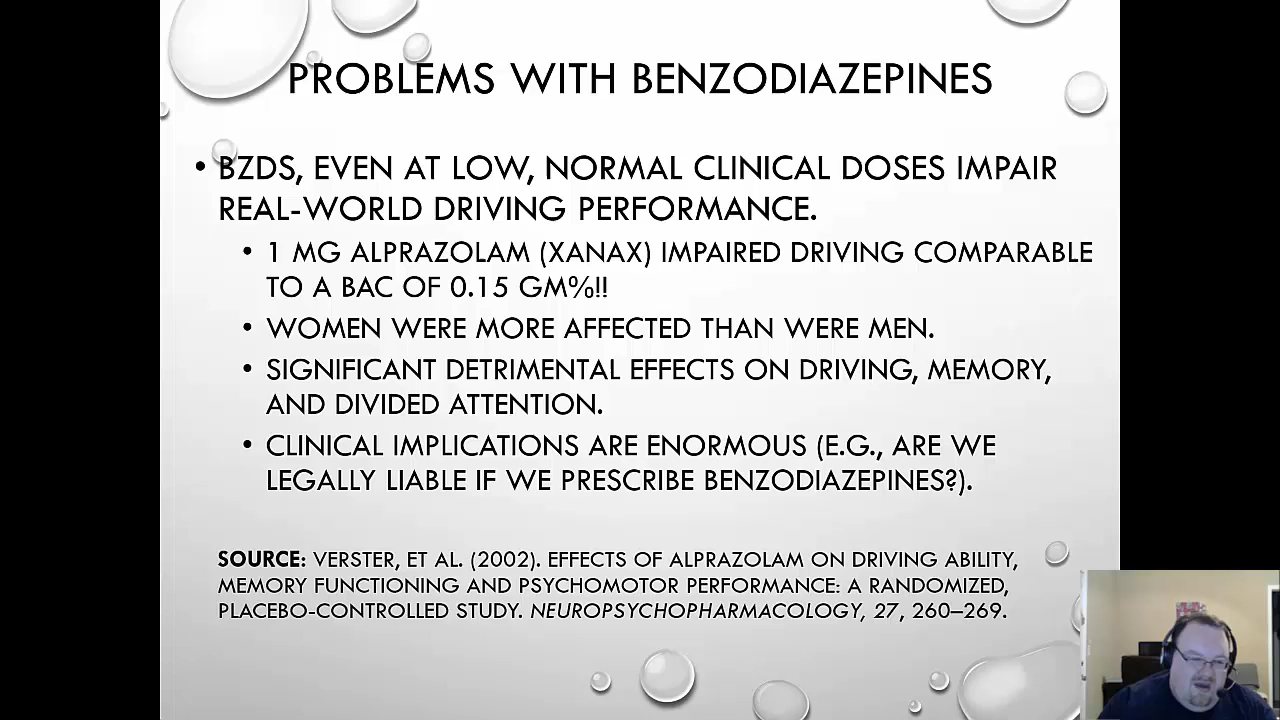 PROBLEMS WITH BENZODIAZEPINES
• BZDS, EVEN AT LOW, NORMAL CLINICAL DOSES IMPAIR
REAL-WORLD DRIVING PERFORMANCE.
• 1 MG ALPRAZOLAM (XANAX) IMPAIRED DRIVING COMPARABLE
TO A BAC OF 0.15 GM%!!
• WOMEN WERE MORE AFFECTED THAN WERE MEN.
• SIGNIFICANT DETRIMENTAL EFFECTS ON DRIVING, MEMORY,
AND DIVIDED ATTENTION.
• CLINICAL IMPLICATIONS ARE ENORMOUS (E.G., ARE WE
LEGALLY LIABLE IF WE PRESCRIBE BENZODIAZEPINES?).
SOURCE: VERSTER, ET AL. (2002). EFFECTS OF ALPRAZOLAM ON DRIVING ABILITY,
MEMORY FUNCTIONING AND PSYCHOMOTOR PERFORMANCE: A RANDOMIZED,
PLACEBO-CONTROLLED STUDY. NEUROPSYCHOPHARMACOLOGY, 27, 260–269.